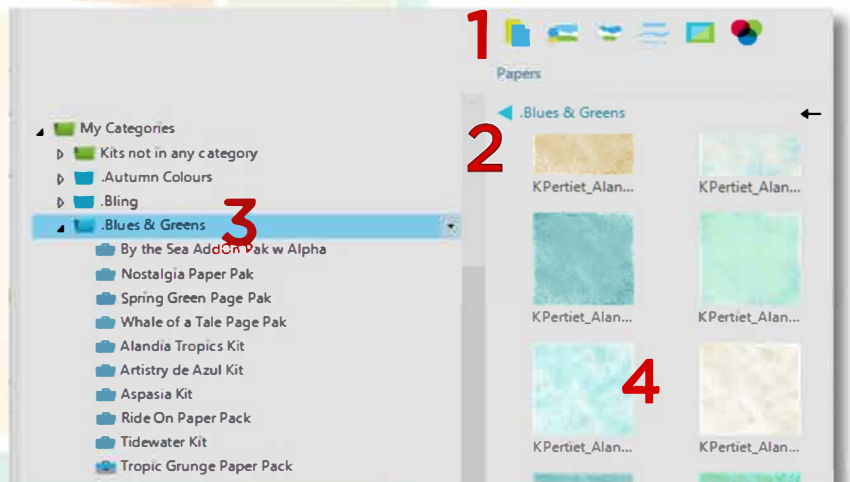 1
Papers
My Categories
Kits not in any category
.Autumn Colours
.Bling
.Blues & Greens
3
By the Sea AddOn Pak w Alpha
Nostalgia Paper Pak
Spring Green Page Pak
Whale of a Tale Page Pak
Alandia Tropics Kit
Artistry de Azul Kit
Aspasia Kit
Ride On Paper Pack
Tidewater Kit
Tropic Grunge Paper Pack
.Blues & Greens
2
KPertiet_Alan...
KPertiet_Alan...
KPertiet_Alan...
KPertiet_Alan...
4
KPertiet_Alan...
KPertiet_Alan...